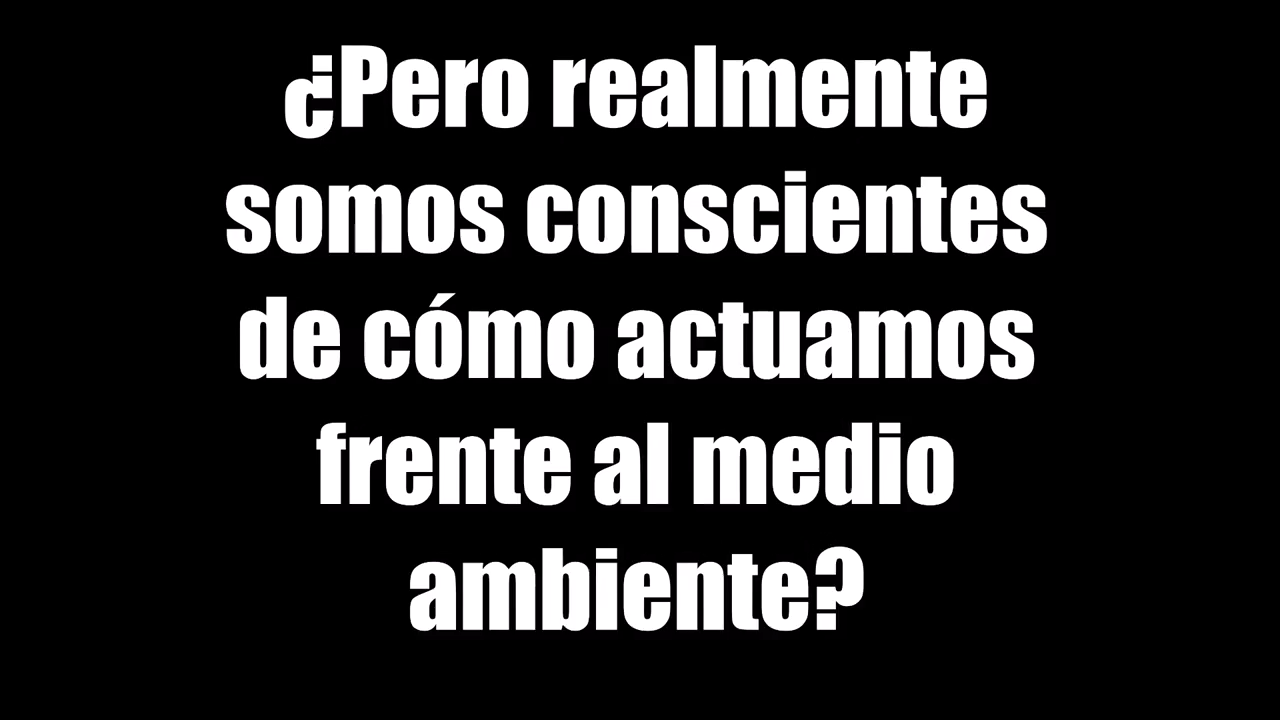 ¿Pero realmente
somos conscientes
de cómo actuamos
frente al medio
ambiente?